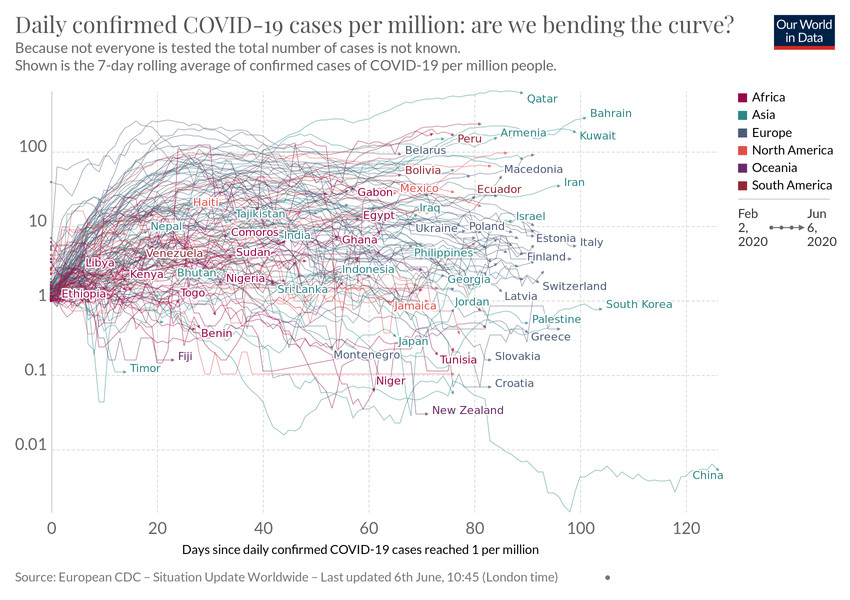 Daily confirmed COVID-19 cases per million: are we bending the curve?
Because not everyone is tested the total number of cases is not known.
Shown is the 7-day rolling average of confirmed cases of COVID-19 per million people.
Our World
in Data
Qatar
Bahrain
Armenia
Kuwait
Peru
Belarus
Bolivia
Macedonia
Gabon
Mexico
Ecuador
Iran
Haiti
Tajikistan
Egypt
Iraq
Israel
Nepal
Comoros
India
Ghana
Ukraine
Poland
Estonia
Italy
Libya
Venezuela
Sudan
Philippines
Finland
Kenya
Bhutan
Nigeria
Indonesia
Georgia
Switzerland
Ethiopia
Togo
Sri Lanka
Jamaica
Jordan
Latvia
South Korea
Palestine
Benin
Japan
Greece
Fiji
Montenegro
Tunisia
Slovakia
Timor
Niger
Croatia
New Zealand
China
100
10
1
0.1
0.01
0
20
40
60
80
100
120
Days since daily confirmed COVID-19 cases reached 1 per million
Africa
Asia
Europe
North America
Oceania
South America
Feb
2,
2020
Jun
6,
2020
Source: European CDC – Situation Update Worldwide – Last updated 6th June, 10:45 (London time)